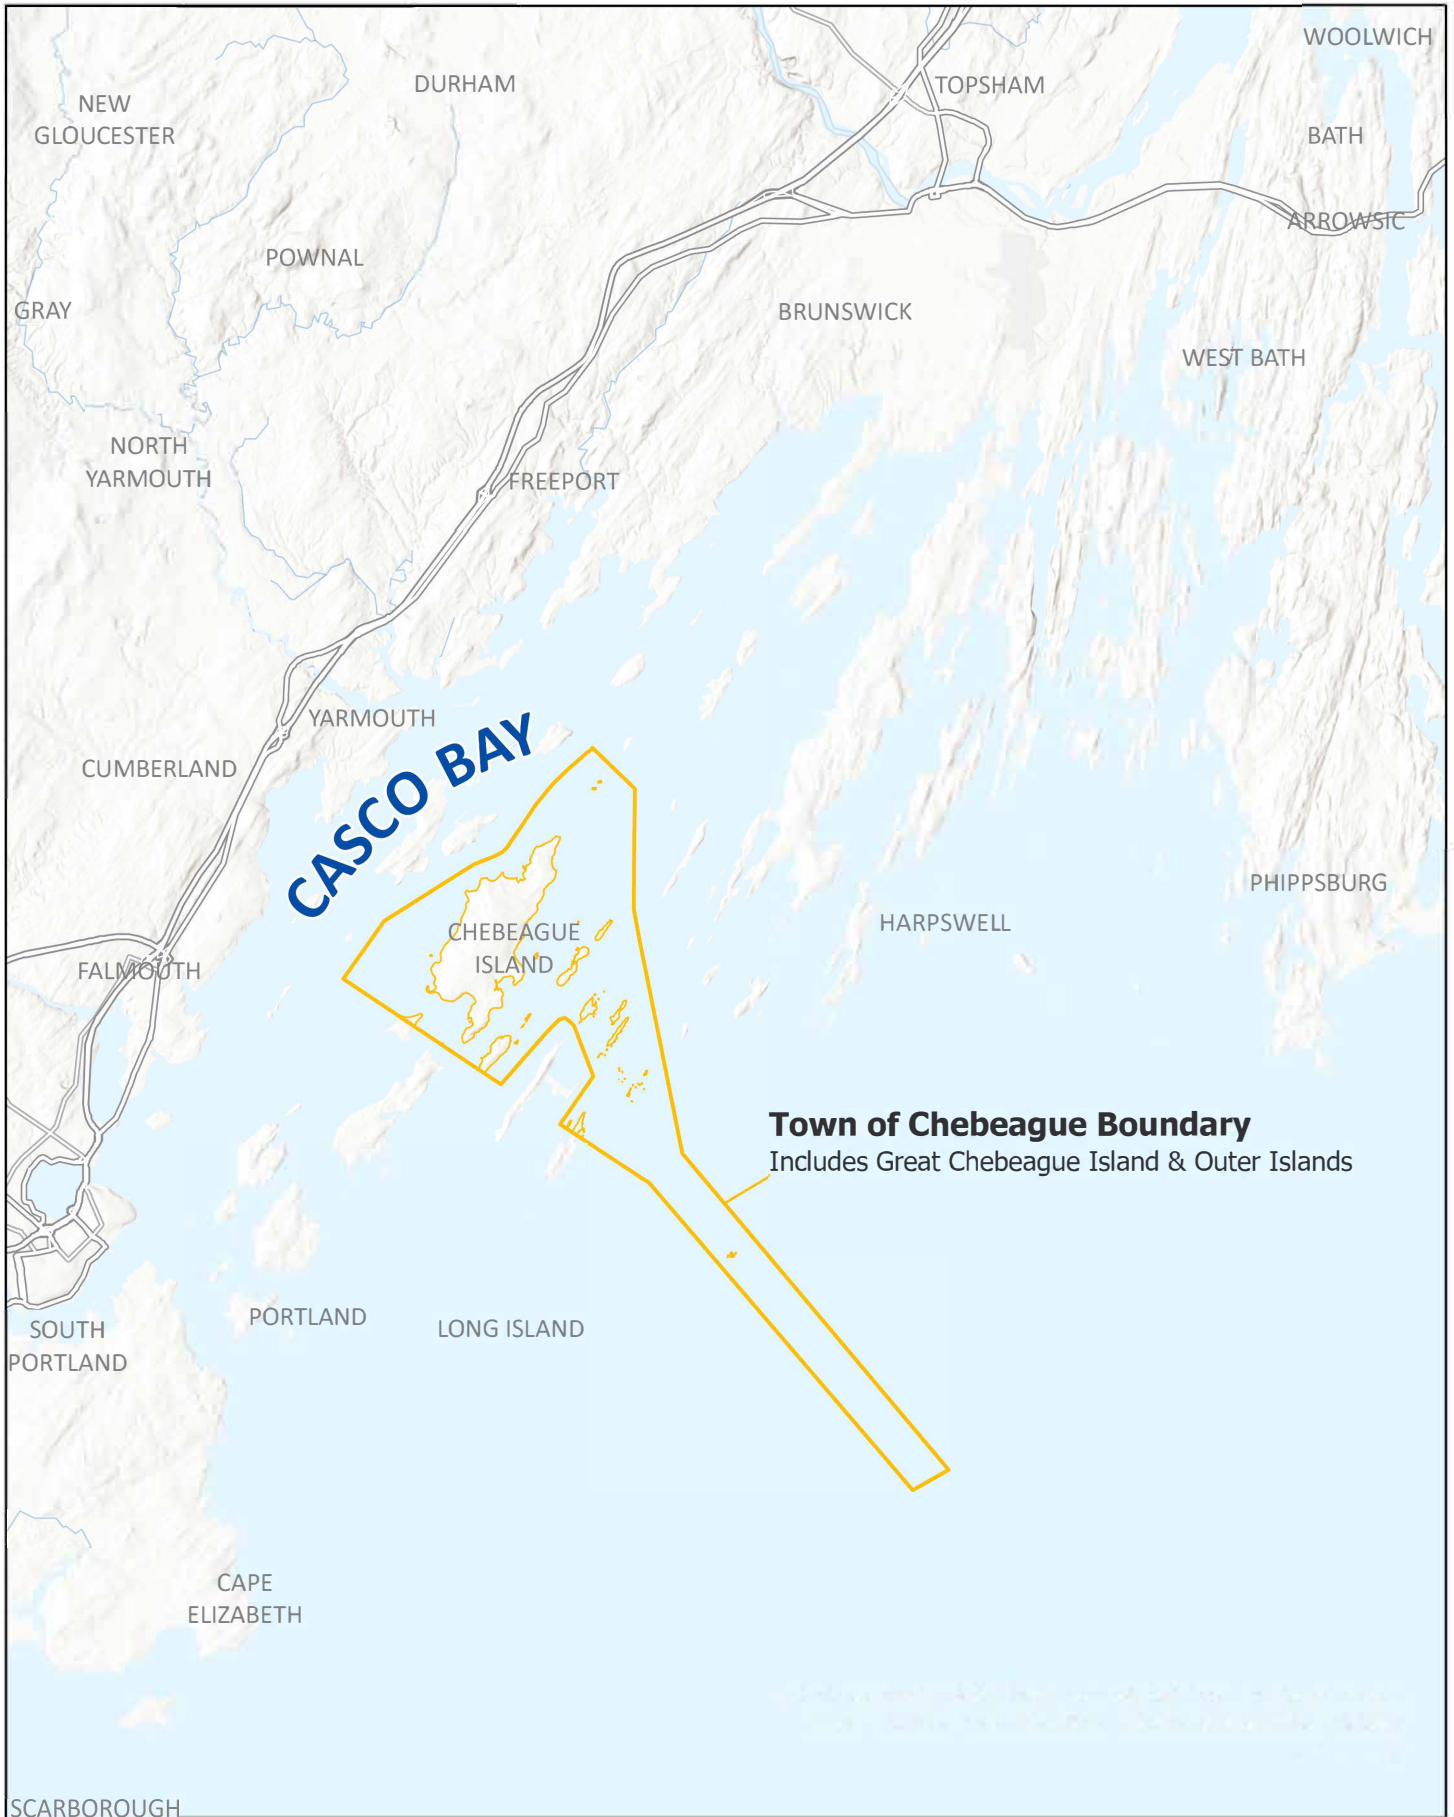 WOOLWICH
DURHAM
TOPSHAM
NEW
GLOUCESTER
BATH
ARROWSIC
POWNAL
GRAY
BRUNSWICK
WEST BATH
NORTH
YARMOUTH
FREEPORT
YARMOUTH
CASCO BAY
CUMBERLAND
PHIPPSBURG
HARPSWELL
CHEBEAGUE
ISLAND
FALMOUTH
Town of Chebeague Boundary
Includes Great Chebeague Island & Outer Islands
PORTLAND
LONG ISLAND
SOUTH
PORTLAND
CAPE
ELIZABETH
SCARBOROUGH